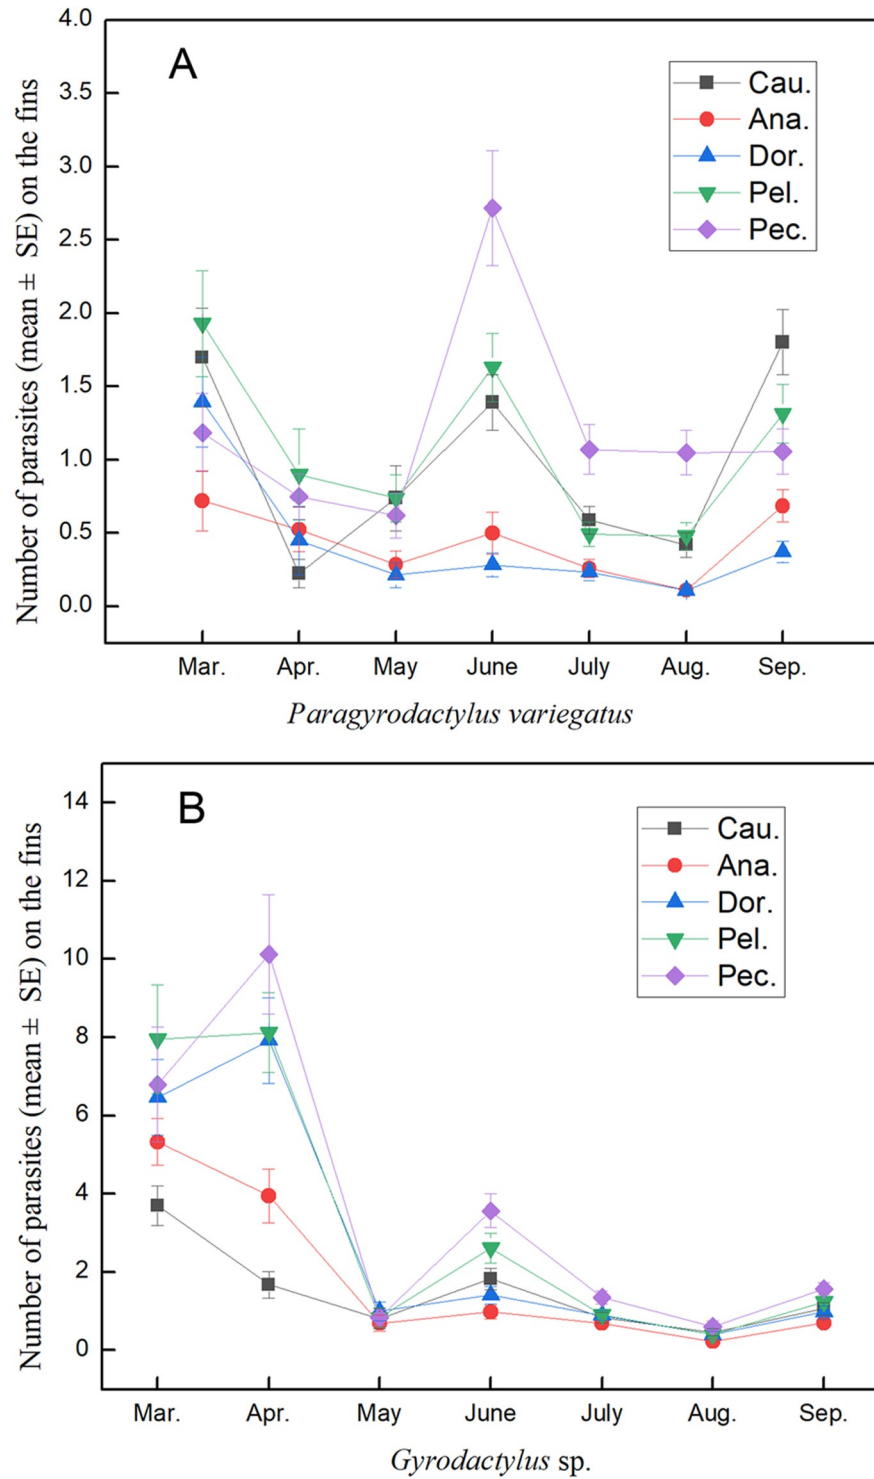 A
Number of parasites (mean ± SE) on the fins
4.0
3.5
3.0
2.5
2.0
1.5
1.0
0.5
0.0
Cau.
Ana.
Dor.
Pel.
Pec.
Mar. Apr. May June July Aug. Sep.
Paragyrodactylus variegatus
B
Number of parasites (mean ± SE) on the fins
14
12
10
8
6
4
2
0
Cau.
Ana.
Dor.
Pel.
Pec.
Mar. Apr. May June July Aug. Sep.
Gyrodactylus sp.